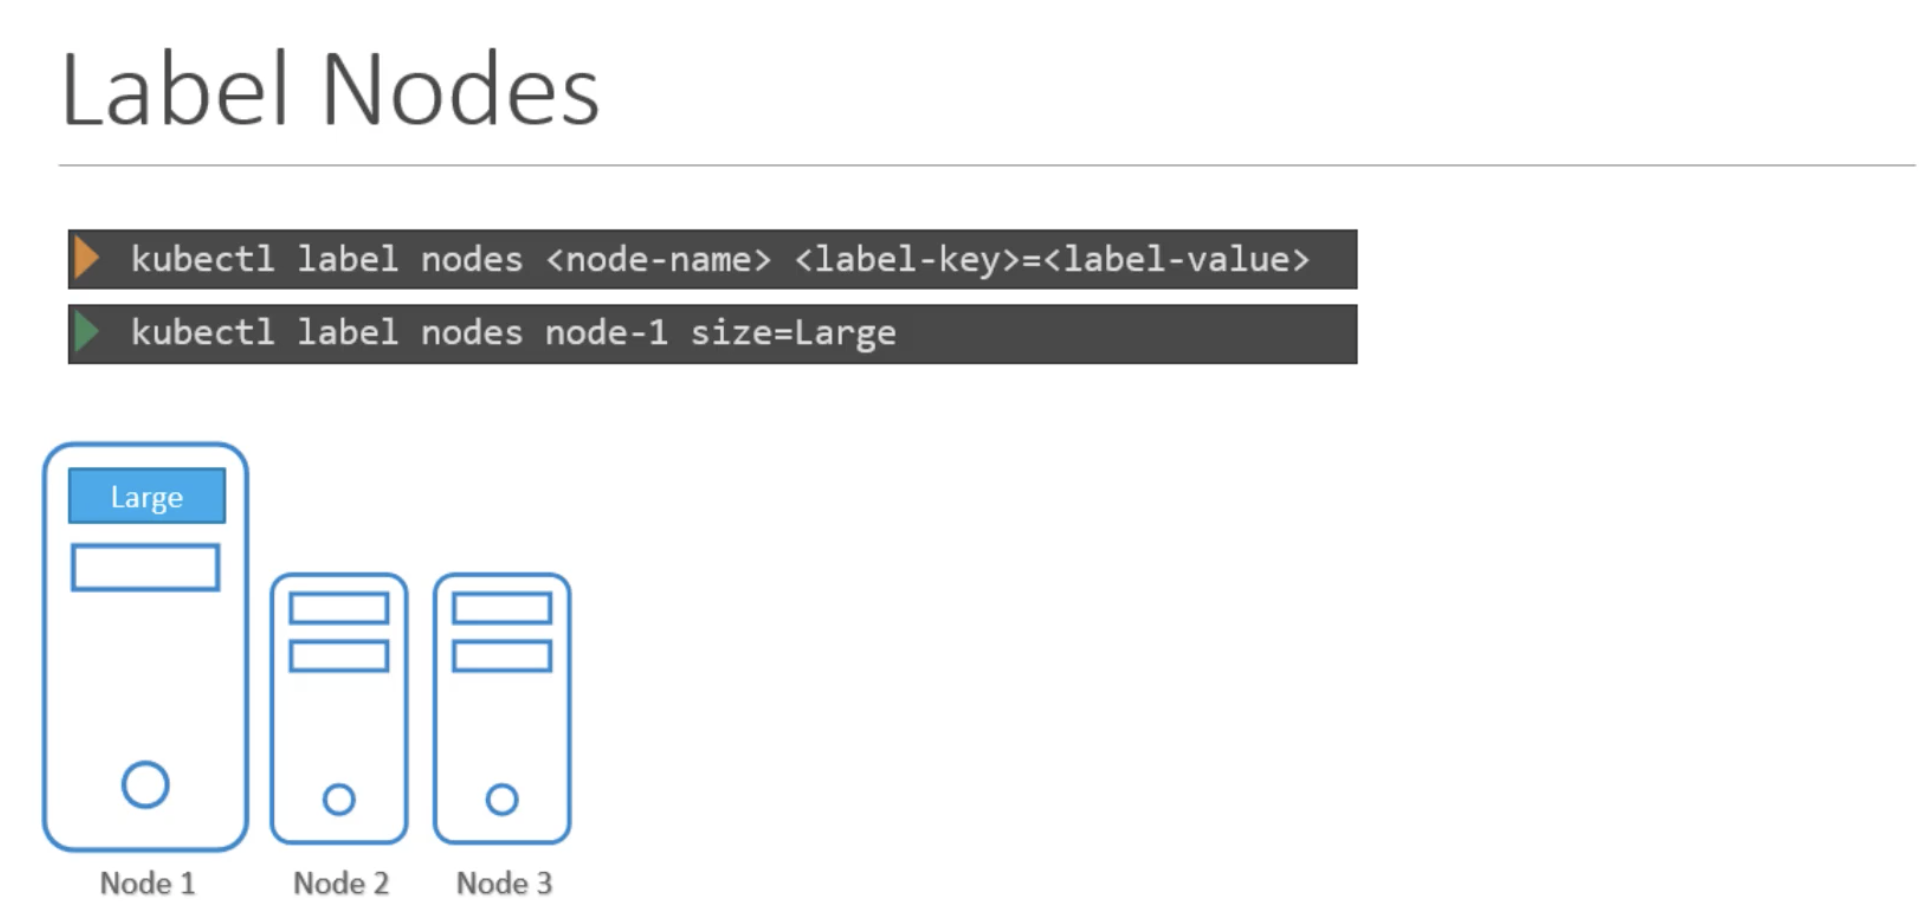 Label Nodes
kubectl label nodes <node-name> <label-key>=<label-value>
kubectl label nodes node-1 size=Large
Large
Node 1
Node 2
Node 3